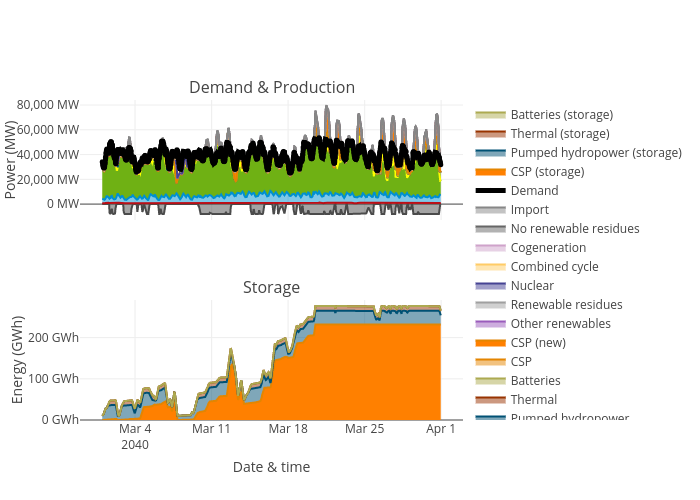 Demand & Production
80,000 MW
60,000 MW
40,000 MW
20,000 MW
0 MW
Power (MW)
Storage
200 GWh
100 GWh
0 GWh
Energy (GWh)
Mar 4
2040
Mar 11
Mar 18
Mar 25
Apr 1
Date & time
Batteries (storage)
Thermal (storage)
Pumped hydropower (storage)
CSP (storage)
Demand
Import
No renewable residues
Cogeneration
Combined cycle
Nuclear
Renewable residues
Other renewables
CSP (new)
CSP
Batteries
Thermal
Pumped hydropower